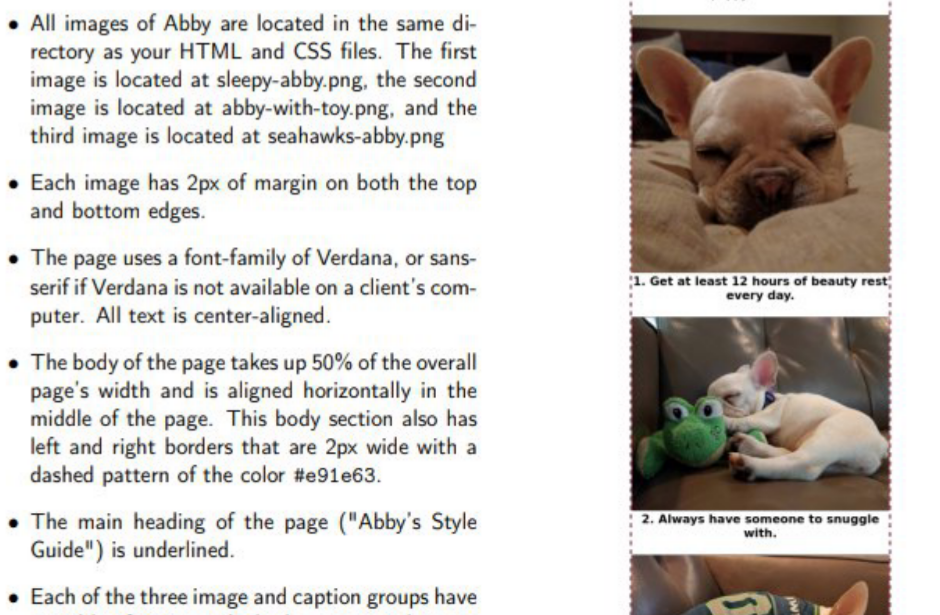 • All images of Abby are located in the same di-
rectory as your HTML and CSS files. The first
image is located at sleepy-abby.png, the second
image is located at abby-with-toy.png, and the
third image is located at seahawks-abby.png
• Each image has 2px of margin on both the top
and bottom edges.
• The page uses a font-family of Verdana, or sans-
serif if Verdana is not available on a client's com-
puter. All text is center-aligned.
• The body of the page takes up 50% of the overall
page's width and is aligned horizontally in the
middle of the page. This body section also has
left and right borders that are 2px wide with a
dashed pattern of the color #e91e63.
• The main heading of the page ("Abby's Style
Guide") is underlined.
• Each of the three image and caption groups have
1. Get at least 12 hours of beauty rest
every day.
2. Always have someone to snuggle
with.